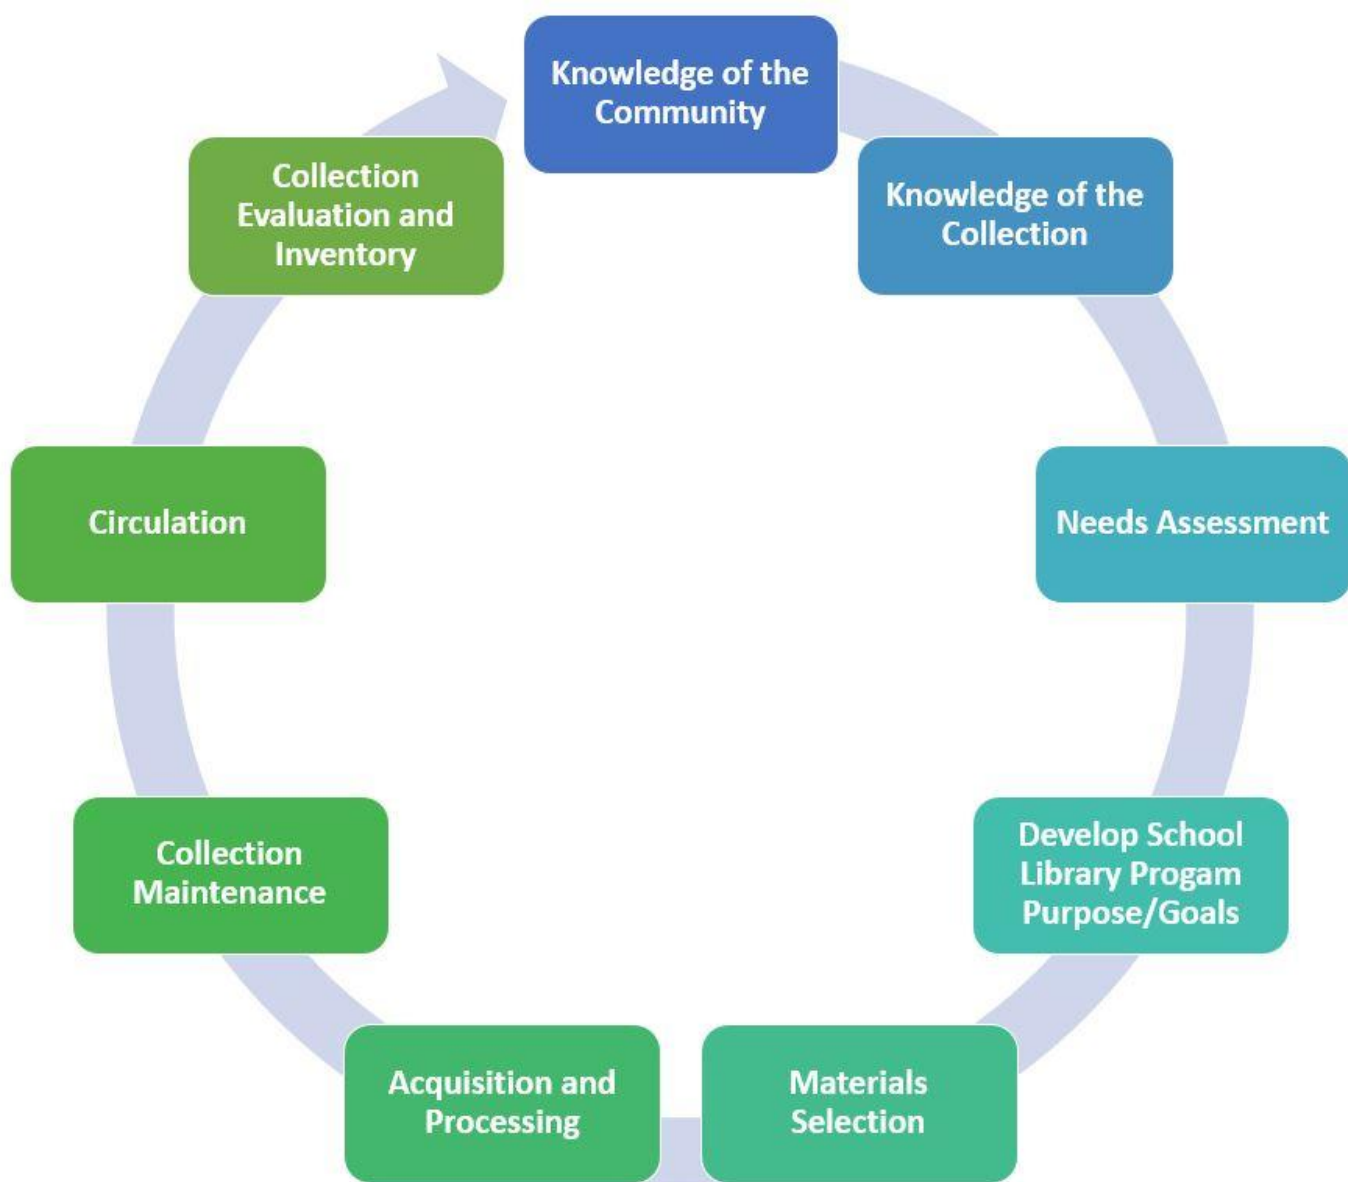 Knowledge of the
Community
Knowledge of the
Collection
Needs Assessment
Develop School
Library Progam
Purpose/Goals
Materials
Selection
Acquisition and
Processing
Collection
Maintenance
Circulation
Collection
Evaluation and
Inventory